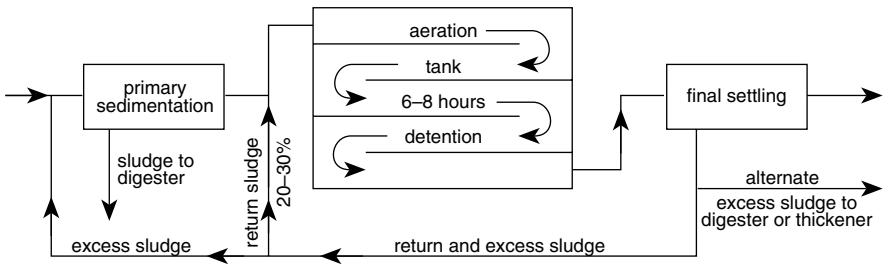 primary
sedimentation
sludge to
digester
excess sludge
return sludge
20–30%
aeration
tank
6–8 hours
detention
return and excess sludge
final settling
alternate
excess sludge to
digester or thickener